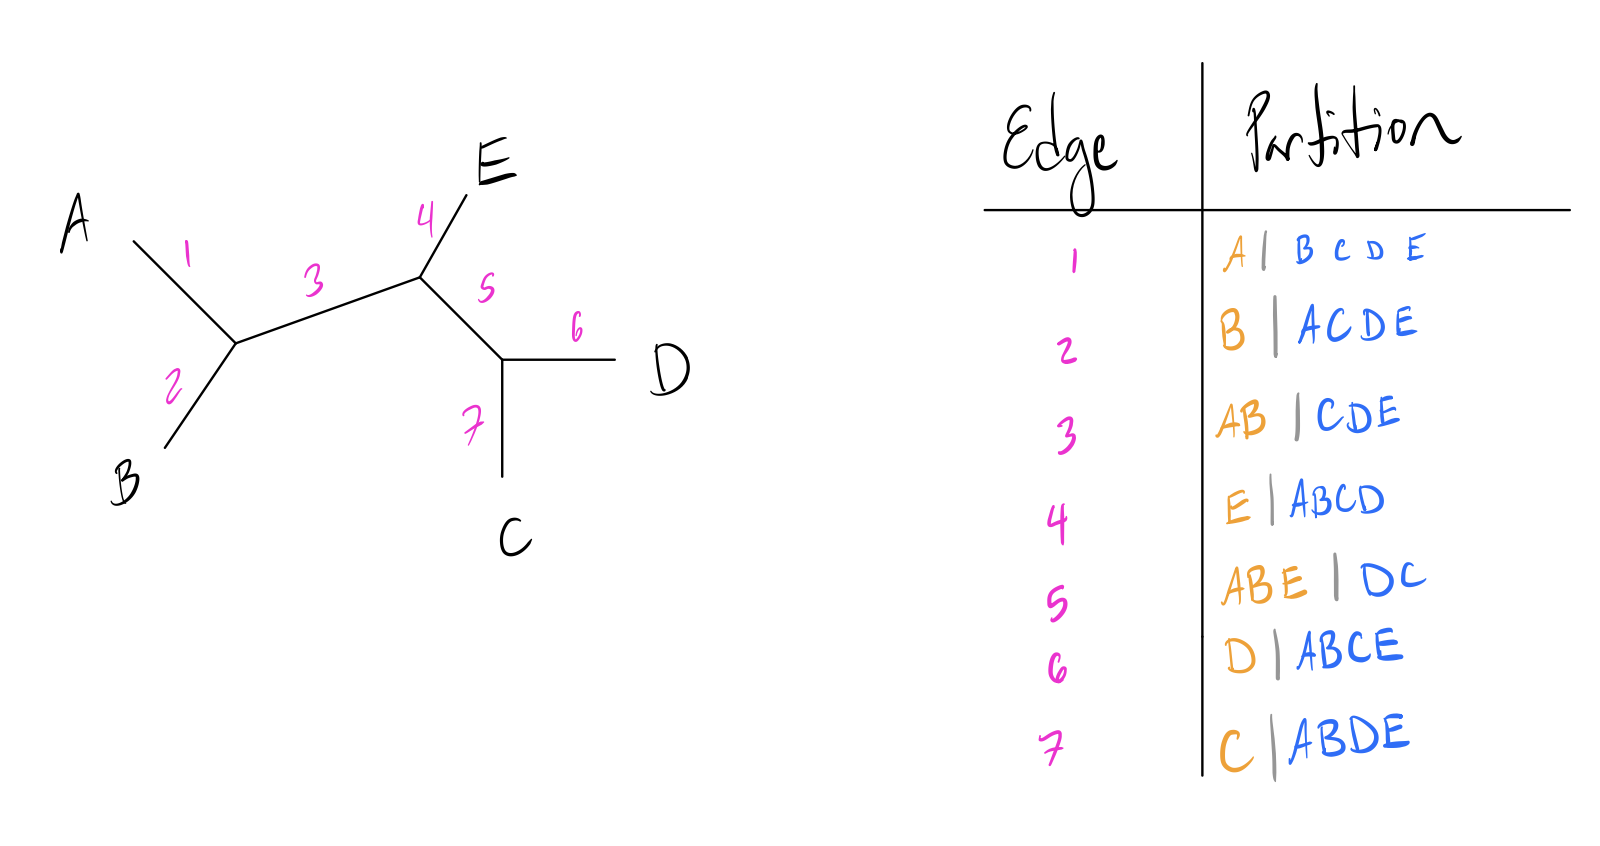 E
A
4
1
3
5
6
D
2
7
B
C
Edge Partition
1 A | B C D E
2 B | A C D E
3 AB | CDE
4 E | ABCD
5 ABE | DC
6 D | ABCE
7 C | ABDE